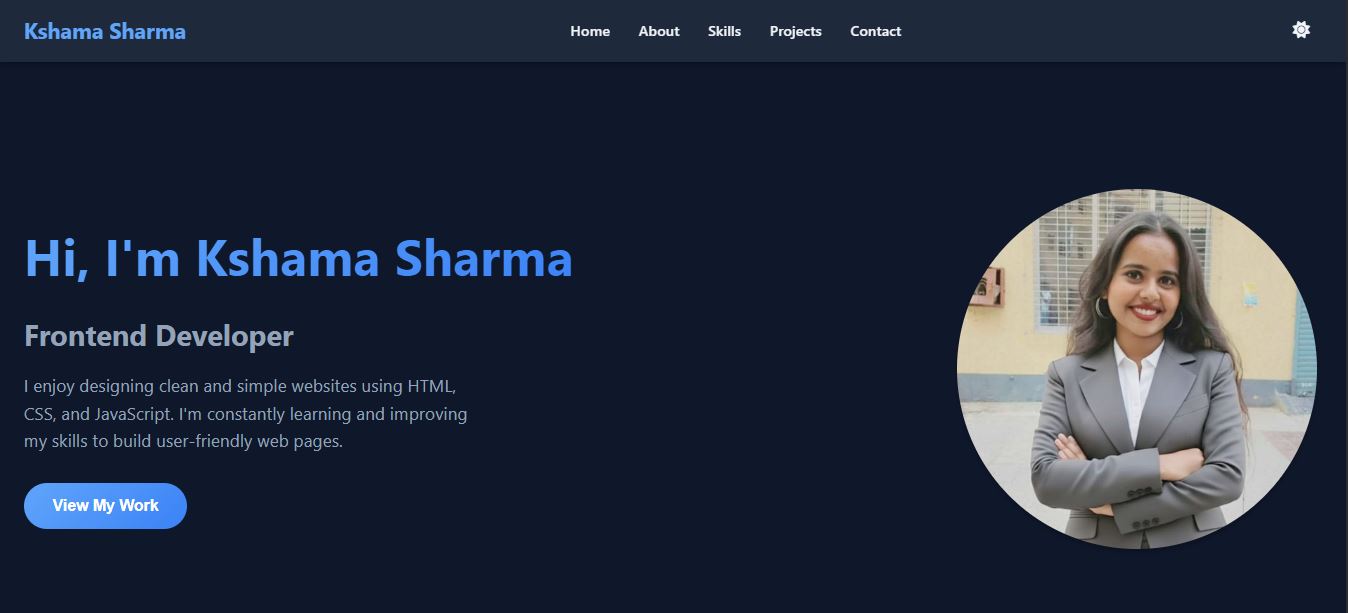 Kshama Sharma
Home About Skills Projects Contact
Hi, I'm Kshama Sharma
Frontend Developer
I enjoy designing clean and simple websites using HTML,
CSS, and JavaScript. I'm constantly learning and improving
my skills to build user-friendly web pages.
View My Work